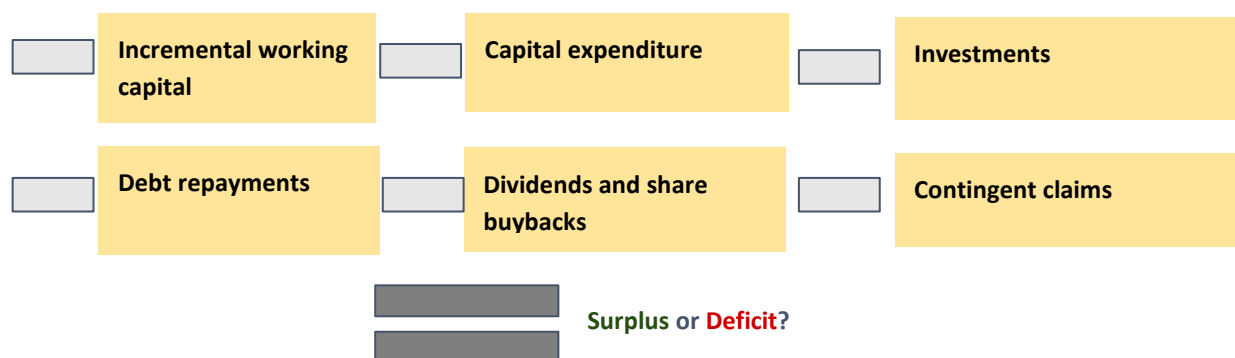 Incremental working
capital
Capital expenditure
Investments
Debt repayments
Dividends and share
buybacks
Contingent claims
Surplus or Deficit?